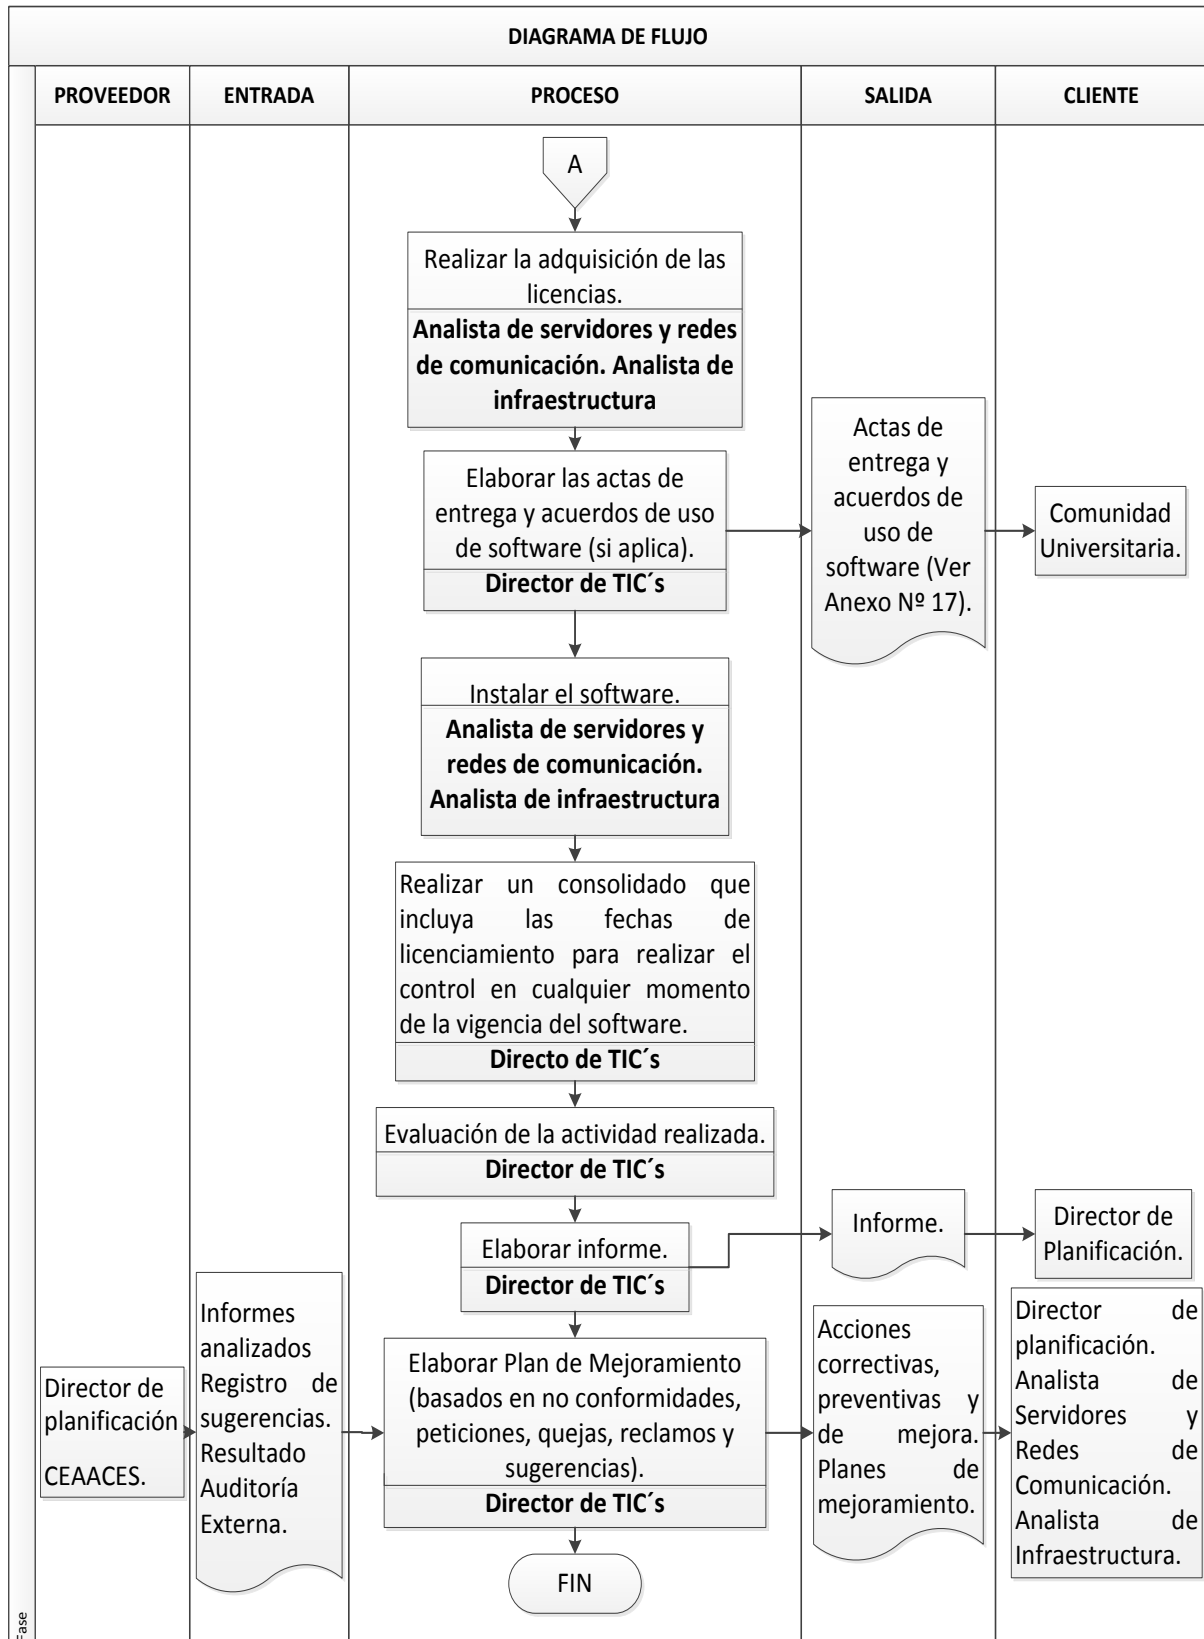 DIAGRAMA DE FLUJO
PROVEEDOR
ENTRADA
PROCESO
SALIDA
CLIENTE
A
Realizar la adquisición de las
licencias.
Analista de servidores y redes
de comunicación. Analista de
infraestructura
Elaborar las actas de
entrega y acuerdos de uso
de software (si aplica).
Director de TIC´s
Actas de
entrega y
acuerdos de
uso de
software (Ver
Anexo Nº 17).
Comunidad
Universitaria.
Instalar el software.
Analista de servidores y
redes de comunicación.
Analista de infraestructura
Realizar un consolidado que
incluya las fechas de
licenciamiento para realizar el
control en cualquier momento
de la vigencia del software.
Directo de TIC´s
Evaluación de la actividad realizada.
Director de TIC´s
Elaborar informe.
Director de TIC´s
Informe.
Director de
Planificación.
Director de
planificación
CEAACES.
Informes
analizados
Registro de
sugerencias.
Resultado
Auditoría
Externa.
Elaborar Plan de Mejoramiento
(basados en no conformidades,
peticiones, quejas, reclamos y
sugerencias).
Director de TIC´s
Acciones
correctivas,
preventivas y
de mejora.
Planes de
mejoramiento.
Director de
planificación.
Analista de
Servidores y
Redes de
Comunicación.
Analista de
Infraestructura.
FIN
Fase